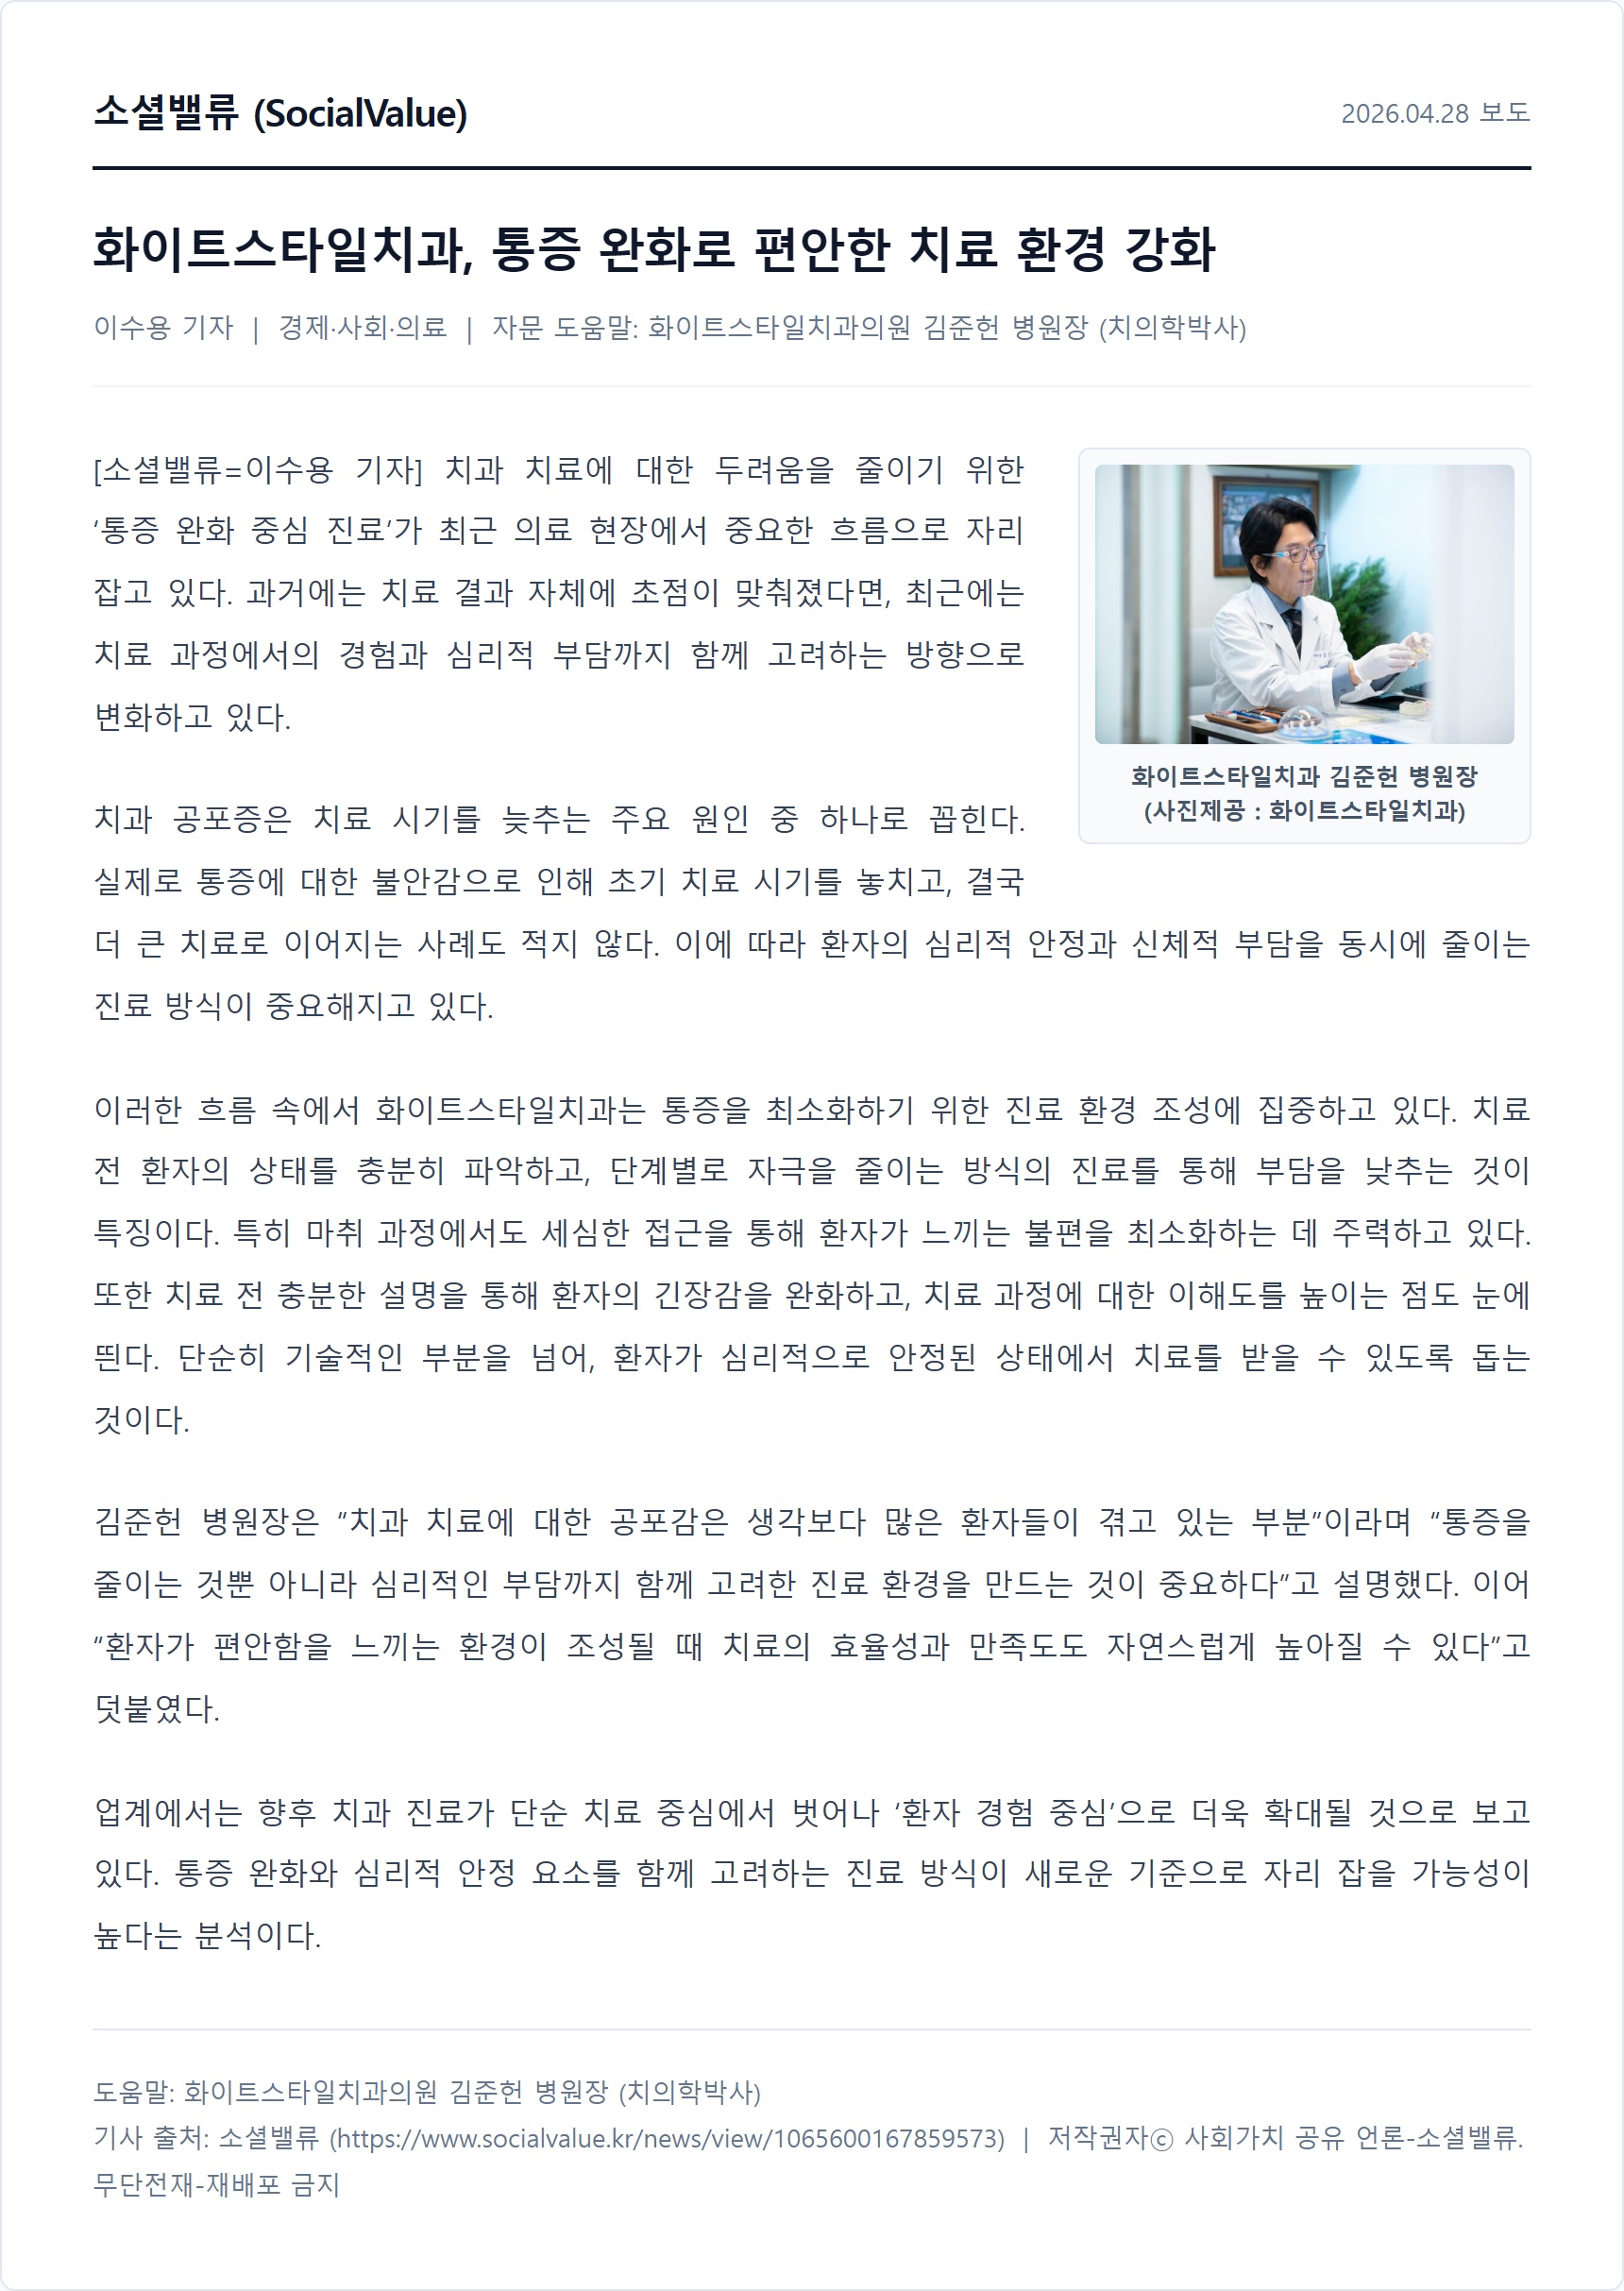 소셜밸류 (SocialValue)
2026.04.28 보도
화이트스타일치과, 통증 완화로 편안한 치료 환경 강화
이수용 기자 | 경제·사회·의료 | 자문 도움말: 화이트스타일치과의원 김준헌 병원장 (치의학박사)
[소셜밸류=이수용 기자] 치과 치료에 대한 두려움을 줄이기 위한
‘통증 완화 중심 진료’가 최근 의료 현장에서 중요한 흐름으로 자리
잡고 있다. 과거에는 치료 결과 자체에 초점이 맞춰졌다면, 최근에는
치료 과정에서의 경험과 심리적 부담까지 함께 고려하는 방향으로
변화하고 있다.
화이트스타일치과 김준헌 병원장
(사진제공 : 화이트스타일치과)
치과 공포증은 치료 시기를 늦추는 주요 원인 중 하나로 꼽힌다.
실제로 통증에 대한 불안감으로 인해 초기 치료 시기를 놓치고, 결국
더 큰 치료로 이어지는 사례도 적지 않다. 이에 따라 환자의 심리적 안정과 신체적 부담을 동시에 줄이는
진료 방식이 중요해지고 있다.
이러한 흐름 속에서 화이트스타일치과는 통증을 최소화하기 위한 진료 환경 조성에 집중하고 있다. 치료
전 환자의 상태를 충분히 파악하고, 단계별로 자극을 줄이는 방식의 진료를 통해 부담을 낮추는 것이
특징이다. 특히 마취 과정에서도 세심한 접근을 통해 환자가 느끼는 불편을 최소화하는 데 주력하고 있다.
또한 치료 전 충분한 설명을 통해 환자의 긴장감을 완화하고, 치료 과정에 대한 이해도를 높이는 점도 눈에
띈다. 단순히 기술적인 부분을 넘어, 환자가 심리적으로 안정된 상태에서 치료를 받을 수 있도록 돕는
것이다.
김준헌 병원장은 “치과 치료에 대한 공포감은 생각보다 많은 환자들이 겪고 있는 부분”이라며 “통증을
줄이는 것뿐 아니라 심리적인 부담까지 함께 고려한 진료 환경을 만드는 것이 중요하다”고 설명했다. 이어
“환자가 편안함을 느끼는 환경이 조성될 때 치료의 효율성과 만족도도 자연스럽게 높아질 수 있다”고
덧붙였다.
업계에서는 향후 치과 진료가 단순 치료 중심에서 벗어나 ‘환자 경험 중심’으로 더욱 확대될 것으로 보고
있다. 통증 완화와 심리적 안정 요소를 함께 고려하는 진료 방식이 새로운 기준으로 자리 잡을 가능성이
높다는 분석이다.
도움말: 화이트스타일치과의원 김준헌 병원장 (치의학박사)
기사 출처: 소셜밸류 (https://www.socialvalue.kr/news/view/1065600167859573) | 저작권자ⓒ 사회가치 공유 언론-소셜밸류.
무단전재-재배포 금지